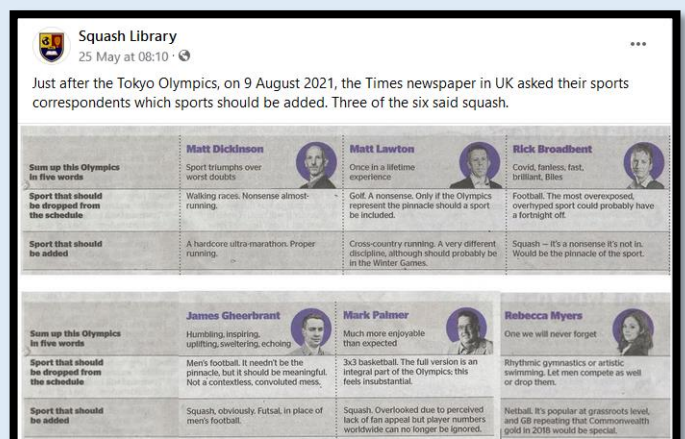 Squash Library
25 May at 08:10 ·
Just after the Tokyo Olympics, on 9 August 2021, the Times newspaper in UK asked their sports
correspondents which sports should be added. Three of the six said squash.
Matt Dickinson
Matt Lawton
Rick Broadbent
Sum up this Olympics
in five words
Sport triumphs over
worst doubts
Once in a lifetime
experience
Covid, fanless, fast,
brilliant, Biles
Sport that should
be dropped from
the schedule
Walking races. Nonsense almost-
running.
Golf. A nonsense. Only if the Olympics
represent the pinnacle should a sport
be included.
Football. The most overexposed,
overhyped sport could probably have
a fortnight off.
Sport that should
be added
A hardcore ultra-marathon. Proper
running.
Cross-country running. A very different
discipline, although should probably be
in the Winter Games.
Squash – it's a nonsense it's not in.
Would be the pinnacle of the sport.
James Gheerbrant
Mark Palmer
Rebecca Myers
Sum up this Olympics
in five words
Humbling, inspiring,
uplifting, sweltering, echoing
Much more enjoyable
than expected
One we will never forget
Sport that should
be dropped from
the schedule
Men's football. It needn't be the
pinnacle, but it should be meaningful.
Not a contextless, convoluted mess.
3x3 basketball. The full version is an
integral part of the Olympics; this
feels insubstantial.
Rhythmic gymnastics or artistic
swimming. Let men compete as well
or drop them.
Sport that should
be added
Squash, obviously. Futsal, in place of
men's football.
Squash. Overlooked due to perceived
lack of fan appeal but player numbers
worldwide can no longer be ignored.
Netball. It's popular at grassroots level,
and GB repeating that Commonwealth
gold in 2018 would be special.